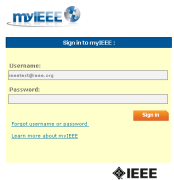 myIEEE
Sign in to myIEEE :
Username:
ieeetest@ieee.org
Password:
Sign in
Forgot username or password
Learn more about myIEEE
IEEE